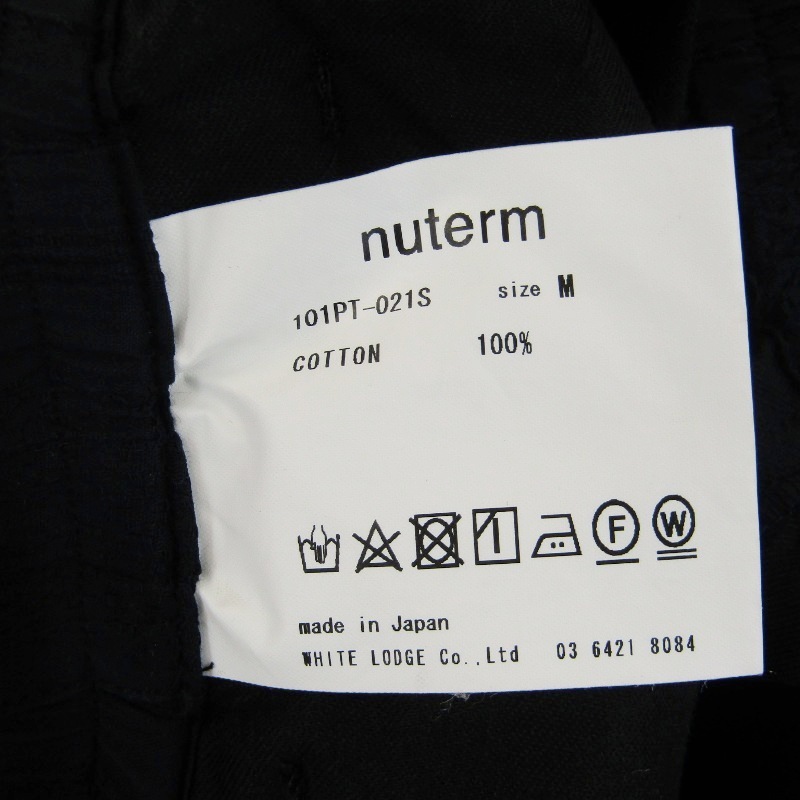 nuterm
101PT-021S size M
COTTON 100%
F W
made in Japan
WHITE LODGE Co.,Ltd 03 6421 8084